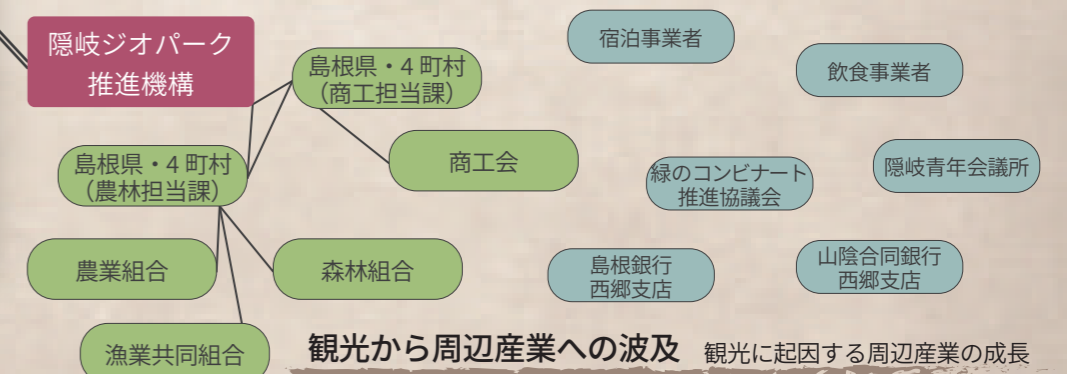 隠岐ジオパーク
推進機構
島根県・4 町村
（商工担当課）
宿泊事業者
飲食事業者
島根県・4 町村
（農林担当課）
商工会
緑のコンビナート
推進協議会
隠岐青年会議所
農業組合
森林組合
島根銀行
西郷支店
山陰合同銀行
西郷支店
漁業共同組合
観光から周辺産業への波及 観光に起因する周辺産業の成長